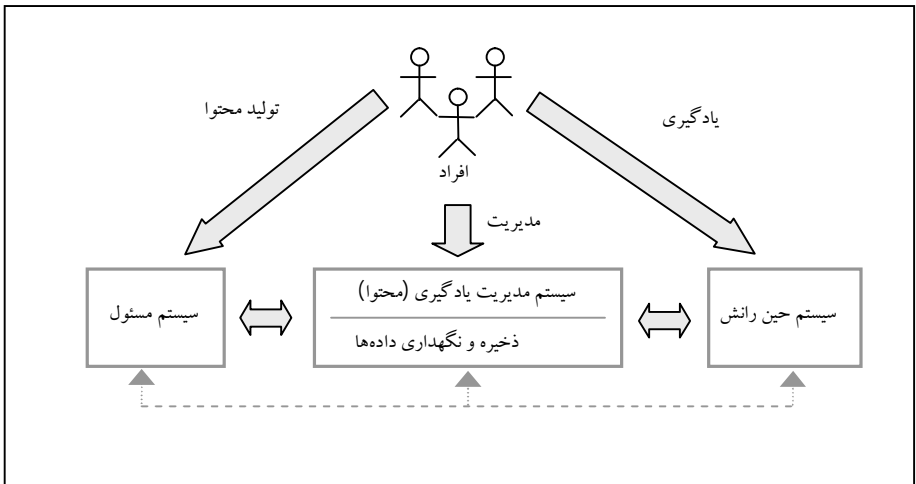 تولید محتوا
یادگیری
افراد
مدیریت
سیستم مدیریت یادگیری (محتوا)
سیستم مسئول
سیستم حین رانش
ذخیره و نگهداری داده‌ها